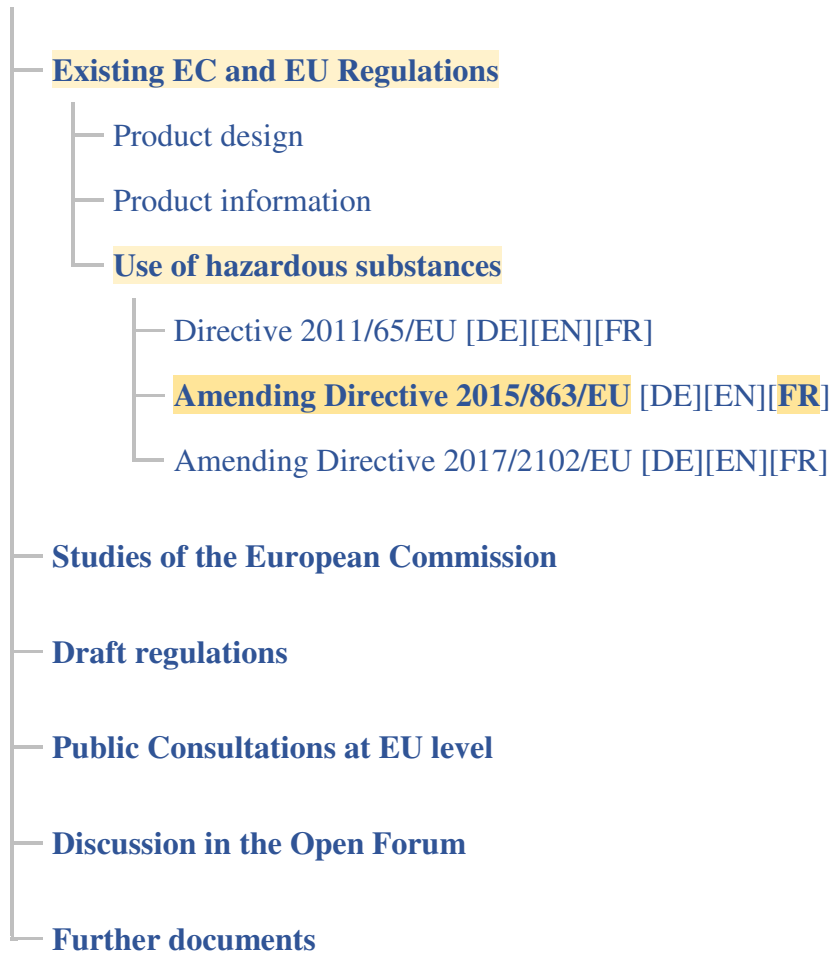 Existing EC and EU Regulations
Product design
Product information
Use of hazardous substances
Directive 2011/65/EU [DE][EN][FR]
Amending Directive 2015/863/EU [DE][EN][FR]
Amending Directive 2017/2102/EU [DE][EN][FR]
Studies of the European Commission
Draft regulations
Public Consultations at EU level
Discussion in the Open Forum
Further documents